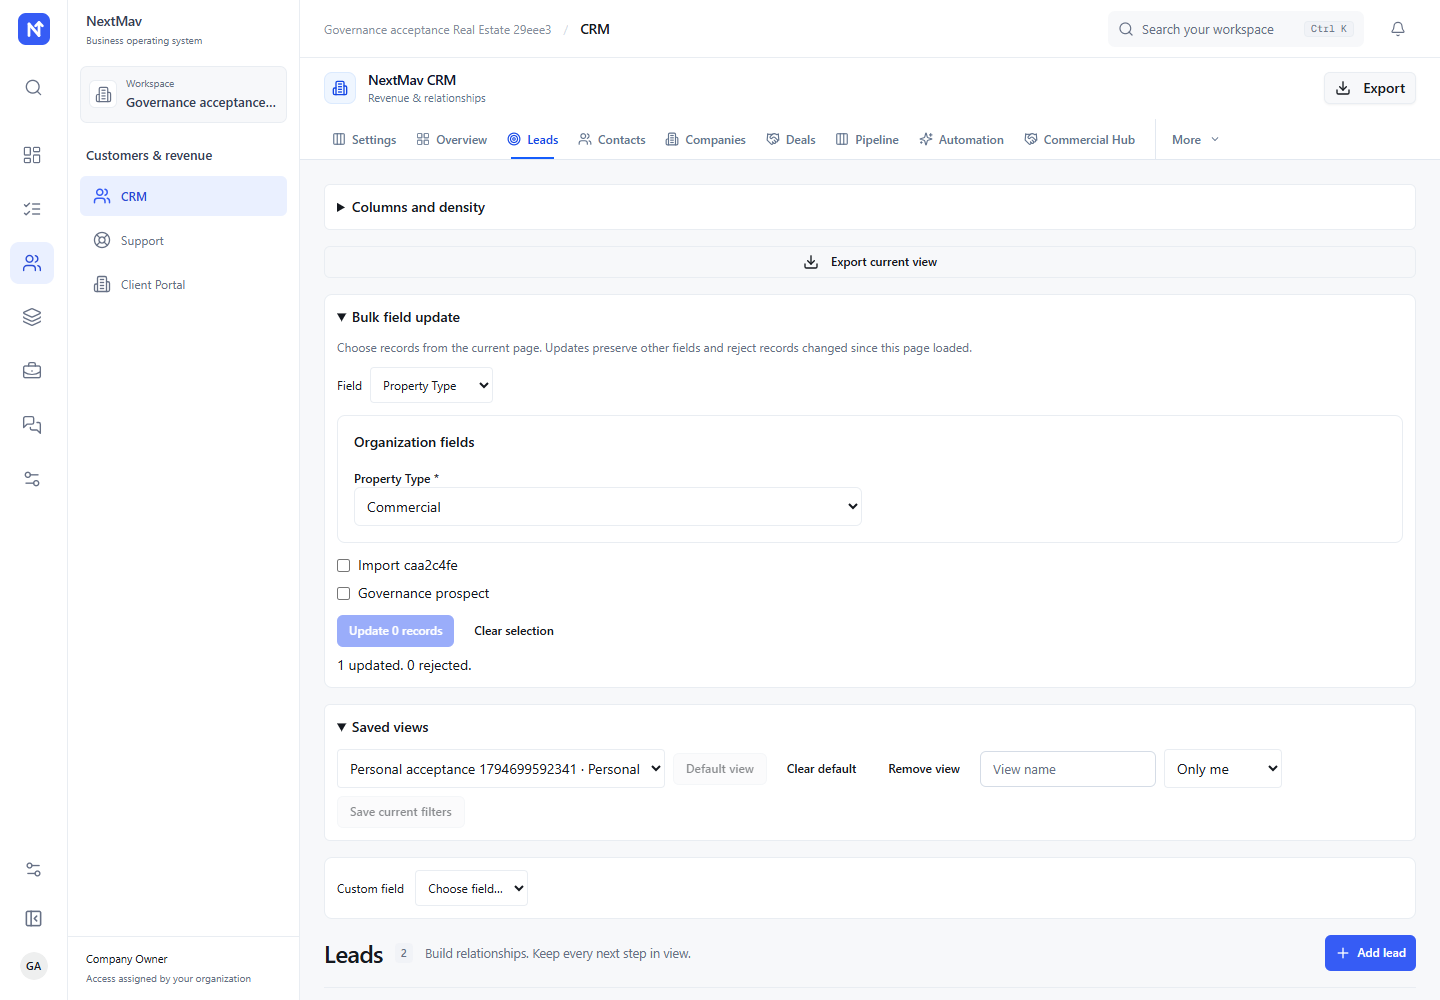 NextMav
Business operating system
Workspace
Governance acceptance...
Customers & revenue
CRM
Support
Client Portal
Company Owner
Access assigned by your organization
GA
Governance acceptance Real Estate 29eee3 / CRM
Search your workspace Ctrl K
NextMav CRM
Revenue & relationships
Export
Settings Overview Leads Contacts Companies Deals Pipeline Automation Commercial Hub More
Columns and density
Export current view
Bulk field update
Choose records from the current page. Updates preserve other fields and reject records changed since this page loaded.
Field Property Type
Organization fields
Property Type *
Commercial
Import caa2c4fe
Governance prospect
Update 0 records Clear selection
1 updated. 0 rejected.
Saved views
Personal acceptance 1794699592341 · Personal Default view Clear default Remove view View name Only me
Save current filters
Custom field Choose field...
Leads 2 Build relationships. Keep every next step in view. Add lead